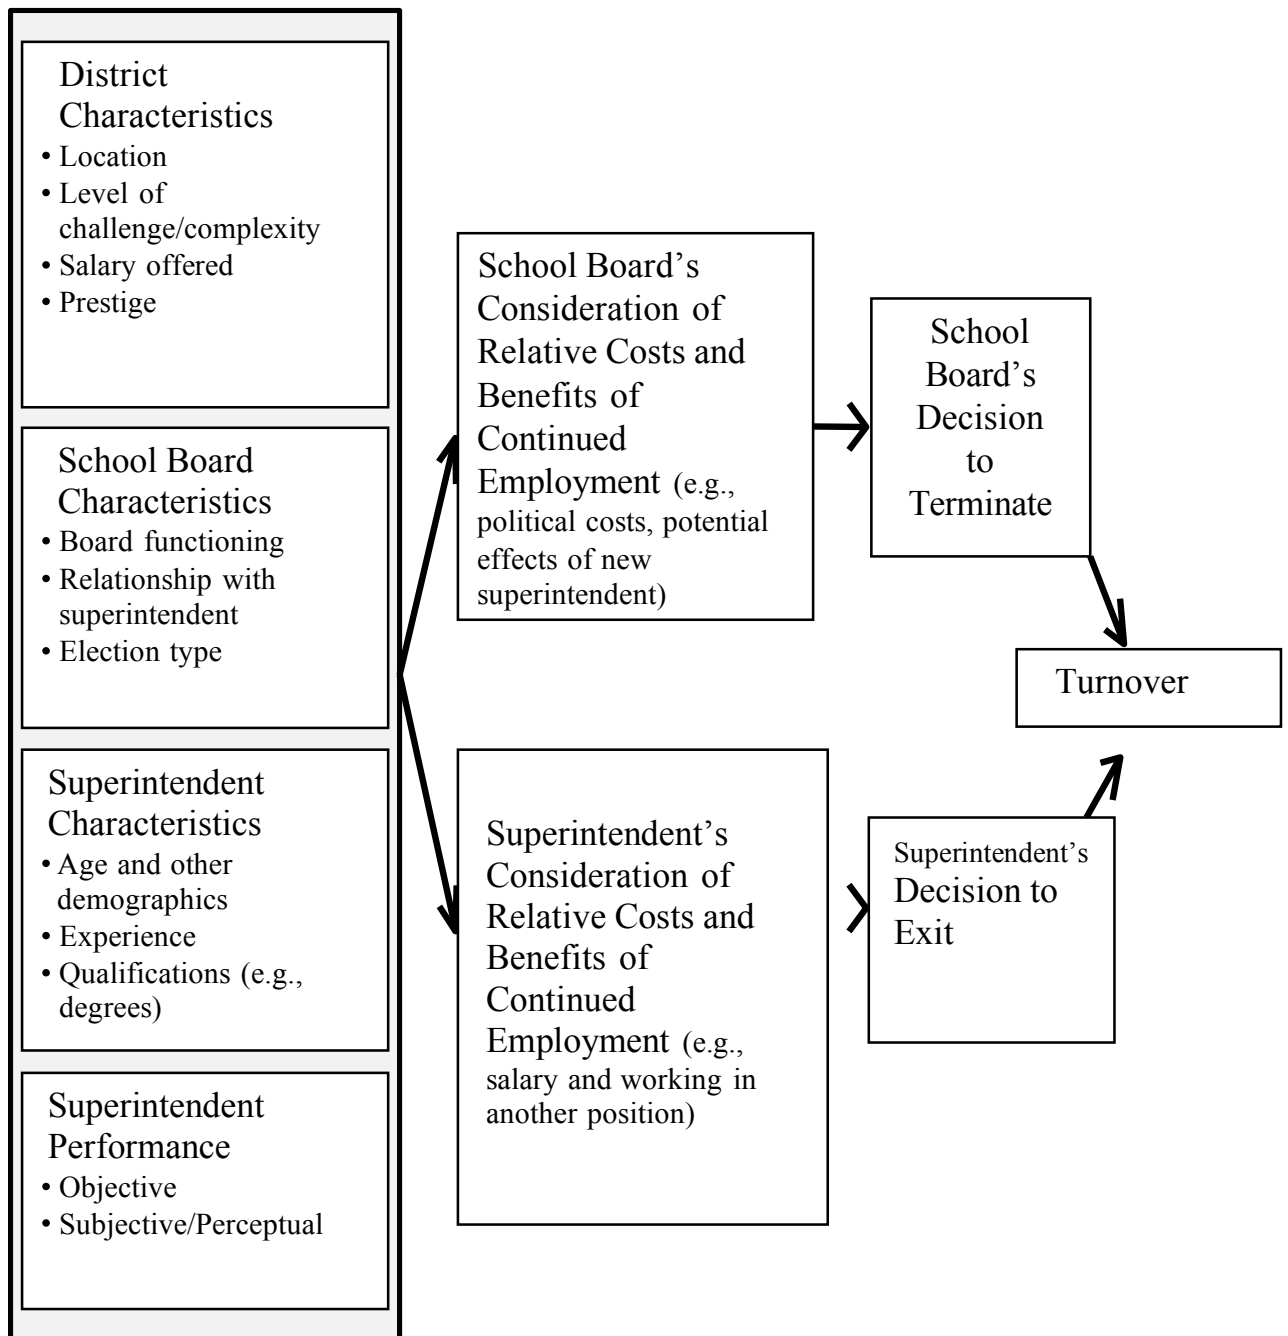 District
Characteristics
• Location
• Level of
challenge/complexity
• Salary offered
• Prestige
School Board
Characteristics
• Board functioning
• Relationship with
superintendent
• Election type
Superintendent
Characteristics
• Age and other
demographics
• Experience
• Qualifications (e.g.,
degrees)
Superintendent
Performance
• Objective
• Subjective/Perceptual
School Board’s
Consideration of
Relative Costs and
Benefits of
Continued
Employment (e.g.,
political costs, potential
effects of new
superintendent)
Superintendent’s
Consideration of
Relative Costs and
Benefits of
Continued
Employment (e.g.,
salary and working in
another position)
School
Board’s
Decision
to
Terminate
Superintendent’s
Decision to
Exit
Turnover